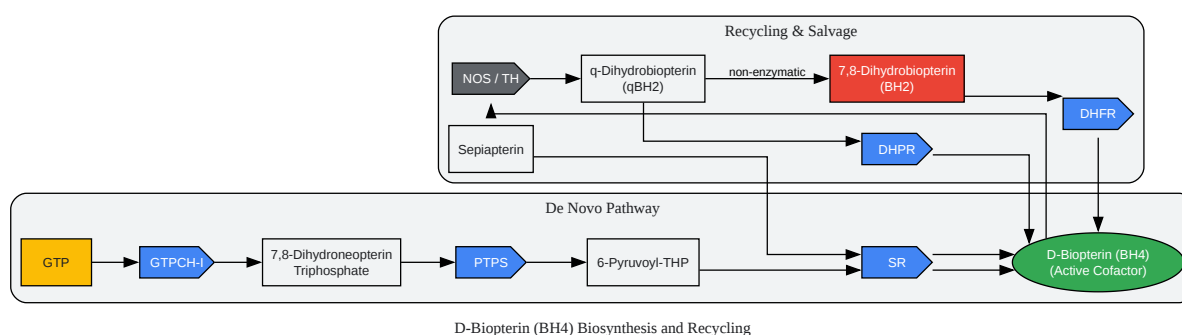 Recycling & Salvage
NOS / TH
q-Dihydrobiopterin
(qBH2)
non-enzymatic
7,8-Dihydrobiopterin
(BH2)
DHFR
Sepiapterin
DHPR
De Novo Pathway
GTP
GTPCH-I
7,8-Dihydroneopterin
Triphosphate
PTPS
6-Pyruvoyl-THP
SR
D-Biopterin (BH4)
(Active Cofactor)
D-Biopterin (BH4) Biosynthesis and Recycling